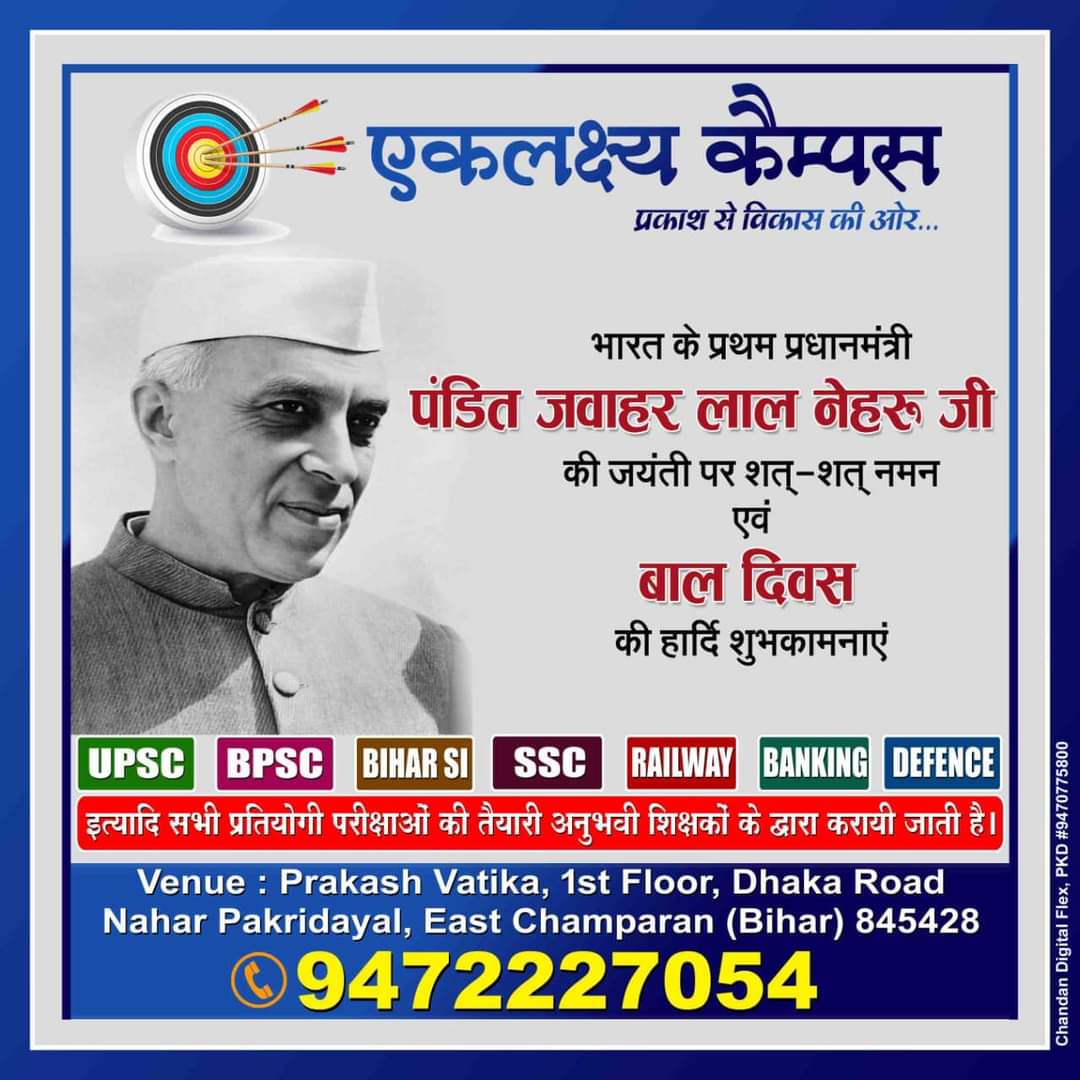 एकलक्ष्य कैम्पस
प्रकाश से विकास की ओर...
भारत के प्रथम प्रधानमंत्री
पंडित जवाहर लाल नेहरू जी
की जयंती पर शत्-शत् नमन
एवं
बाल दिवस
की हार्दि शुभकामनाएं
UPSC BPSC BIHAR SI SSC RAILWAY BANKING DEFENCE
इत्यादि सभी प्रतियोगी परीक्षाओं की तैयारी अनुभवी शिक्षकों के द्वारा करायी जाती है।
Venue : Prakash Vatika, 1st Floor, Dhaka Road
Nahar Pakridayal, East Champaran (Bihar) 845428
9472227054
Chandan Digital Flex, PKD #9470775800